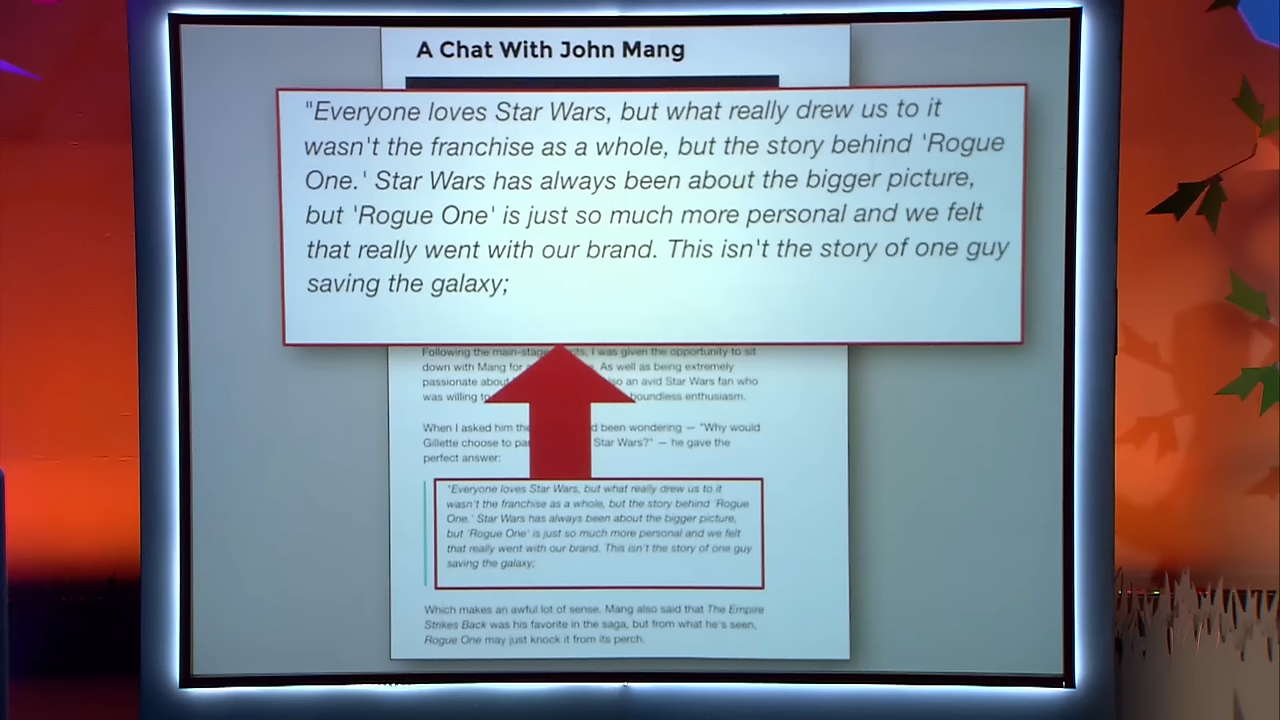 A Chat With John Mang
"Everyone loves Star Wars, but what really drew us to it
wasn't the franchise as a whole, but the story behind 'Rogue
One.' Star Wars has always been about the bigger picture,
but 'Rogue One' is just so much more personal and we felt
that really went with our brand. This isn't the story of one guy
saving the galaxy;
Following the main-stage I was given the opportunity to sit
down with Mang for As well as being extremely
passionate about an avid Star Wars fan who
was willing boundless enthusiasm.
When I asked him been wondering — "Why would
Gillette choose to Star Wars?" — he gave the
perfect answer:
"Everyone loves Star Wars, but what really drew us to it
wasn't the franchise as a whole, but the story behind 'Rogue
One.' Star Wars has always been about the bigger picture,
but 'Rogue One' is just so much more personal and we felt
that really went with our brand. This isn't the story of one guy
saving the galaxy;
Which makes an awful lot of sense. Mang also said that The Empire
Strikes Back was his favorite in the saga, but from what he's seen,
Rogue One may just knock it from its perch.